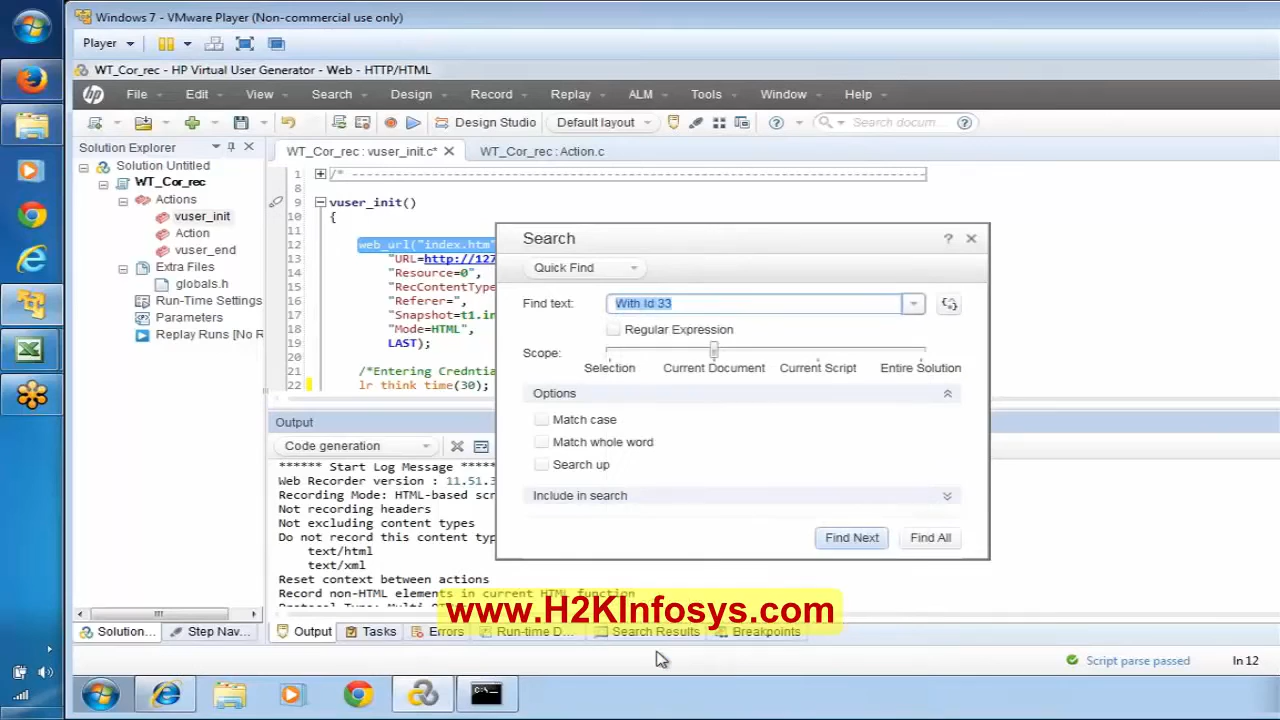 Windows 7 - VMware Player (Non-commercial use only)
Player
WT_Cor_rec - HP Virtual User Generator - Web - HTTP/HTML
hp File Edit View Search Design Record Replay ALM Tools Window Help
Design Studio Default layout Search docum
Solution Explorer
WT_Cor_rec : vuser_init.c* WT_Cor_rec : Action.c
Solution Untitled
WT_Cor_rec
Actions
vuser_init
Action
vuser_end
Extra Files
globals.h
Run-Time Settings
Parameters
Replay Runs [No R
1 /* --------------------------------------------------------------------------------
8
9 vuser_init()
10 {
11
12 web_url("index.htm"
13 "URL=http://127
14 "Resource=0",
15 "RecContentType
16 "Referer=",
17 "Snapshot=t1.in
18 "Mode=HTML",
19 LAST);
20
21 /*Entering Credntia
22 lr_think_time(30);
Search
Quick Find
Find text: With Id 33
Regular Expression
Scope:
Selection Current Document Current Script Entire Solution
Options
Match case
Match whole word
Search up
Include in search
Find Next Find All
Output
Code generation
****** Start Log Message *****
Web Recorder version : 11.51.3
Recording Mode: HTML-based scr
Not recording headers
Not excluding content types
Do not record this content typ
text/html
text/xml
Reset context between actions
Record non-HTML elements in current HTML function
www.H2KInfosys.com
Solution... Step Nav... Output Tasks Errors Run-time D... Search Results Breakpoints
Script parse passed ln 12